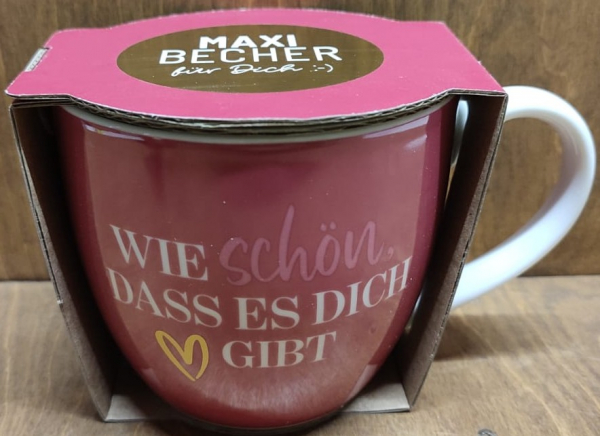 MAXI
BECHER
für Dich :-)
WIE schön,
DASS ES DICH
GIBT